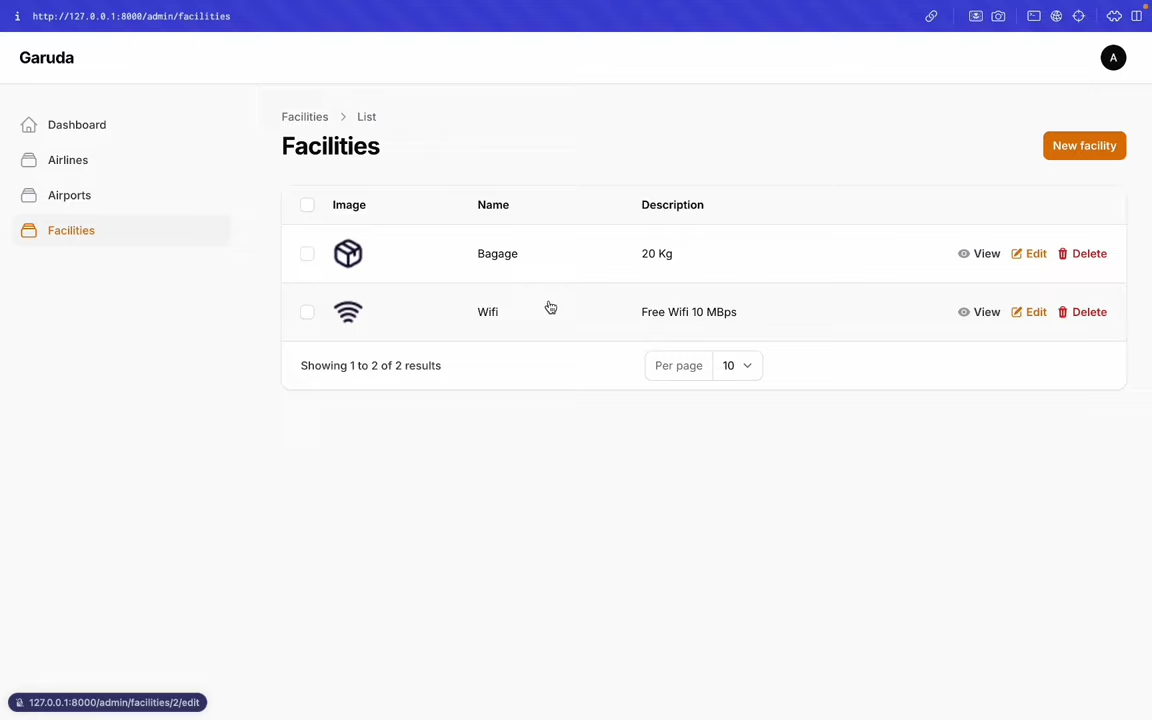 http://127.0.0.1:8000/admin/facilities
Garuda
A
Dashboard
Airlines
Airports
Facilities
Facilities > List
Facilities
New facility
Image Name Description
Bagage 20 Kg View Edit Delete
Wifi Free Wifi 10 MBps View Edit Delete
Showing 1 to 2 of 2 results Per page 10
127.0.0.1:8000/admin/facilities/2/edit